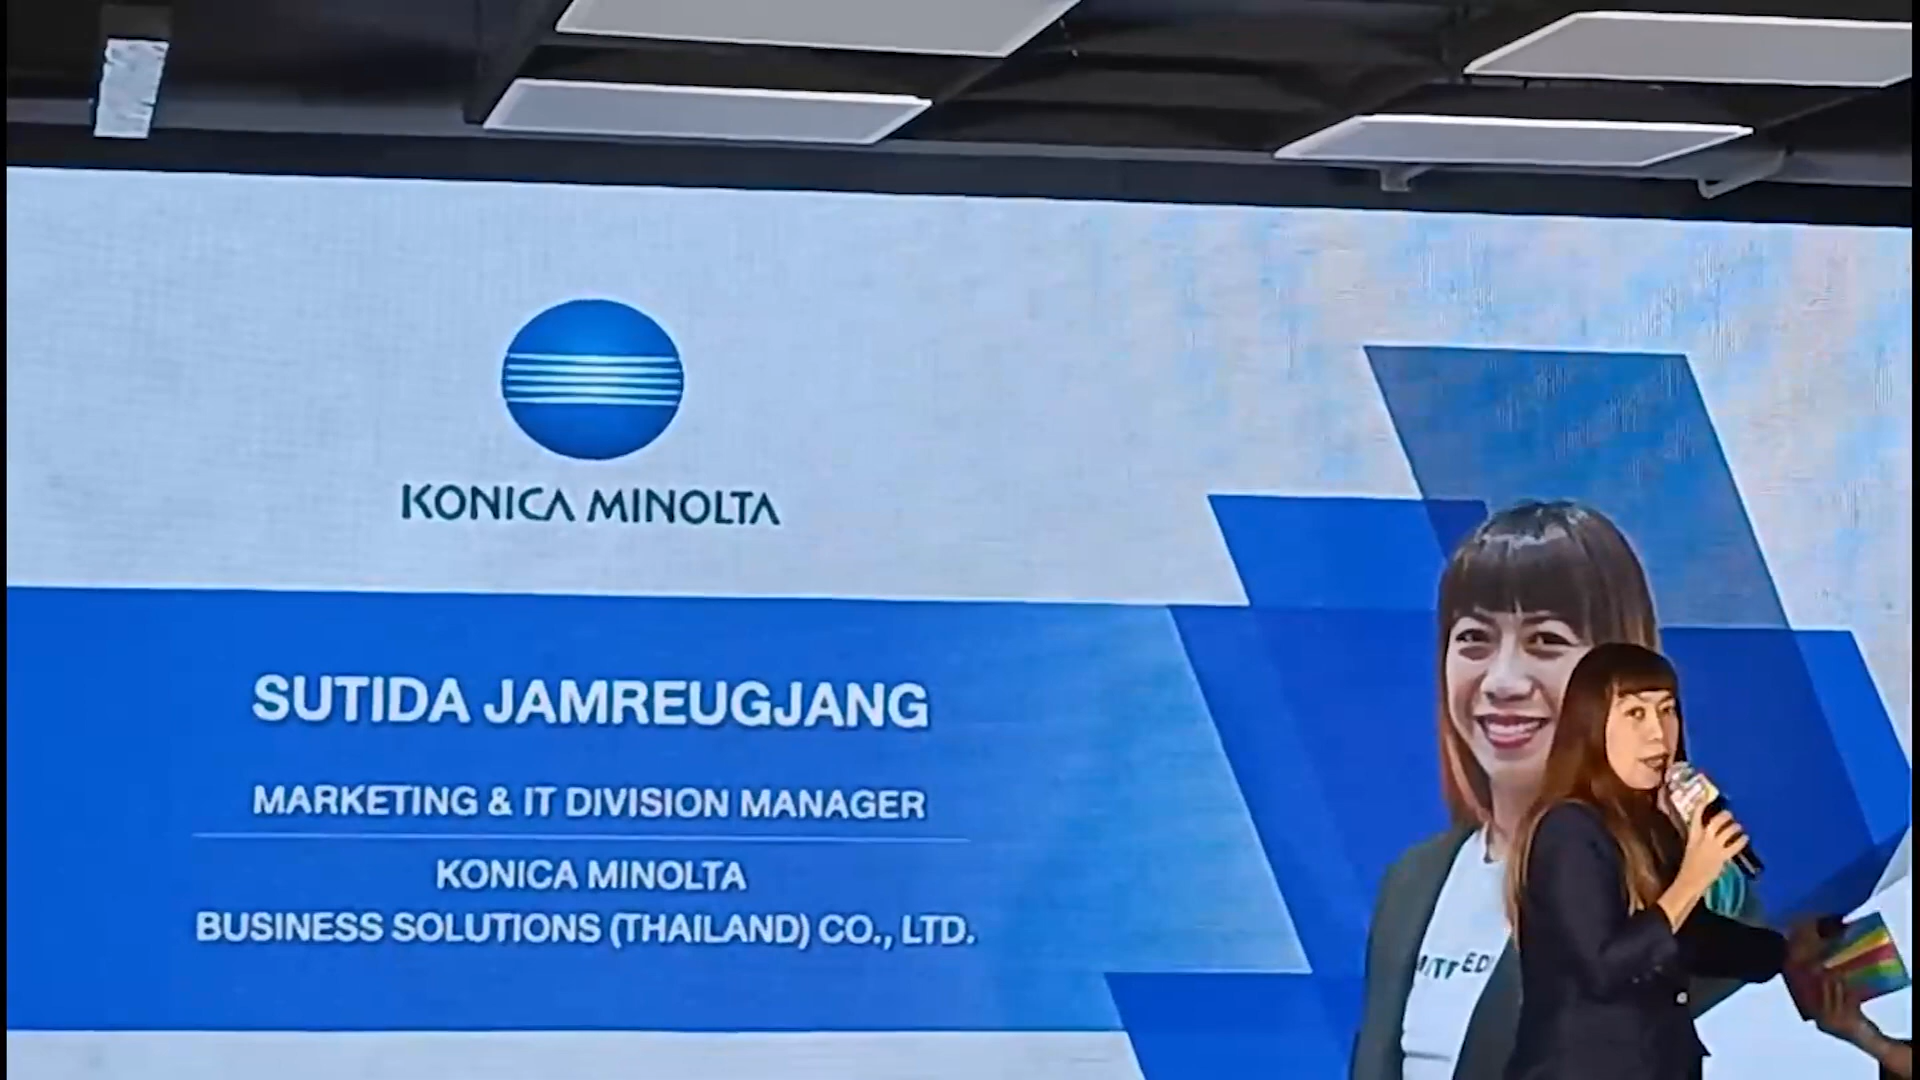 KONICA MINOLTA
SUTIDA JAMREUGJANG
MARKETING & IT DIVISION MANAGER
KONICA MINOLTA
BUSINESS SOLUTIONS (THAILAND) CO., LTD.